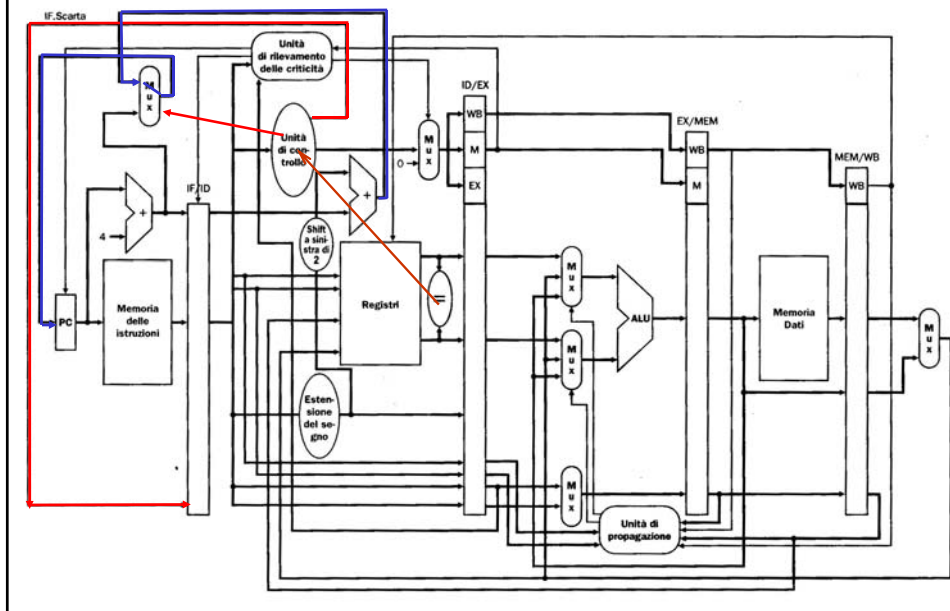 IF.Scarta
Unità
di rilevamento
delle criticità
M
u
x
ID/EX
WB
M
EX
Unità
di con-
trollo
M
u
x
0
EX/MEM
WB
M
MEM/WB
WB
IF/ID
+
4
+
Shift
a sini-
stra di
2
PC
Memoria
delle
istruzioni
Registri
=
M
u
x
M
u
x
ALU
Memoria
Dati
M
u
x
Esten-
sione
del se-
gno
M
u
x
Unità di
propagazione